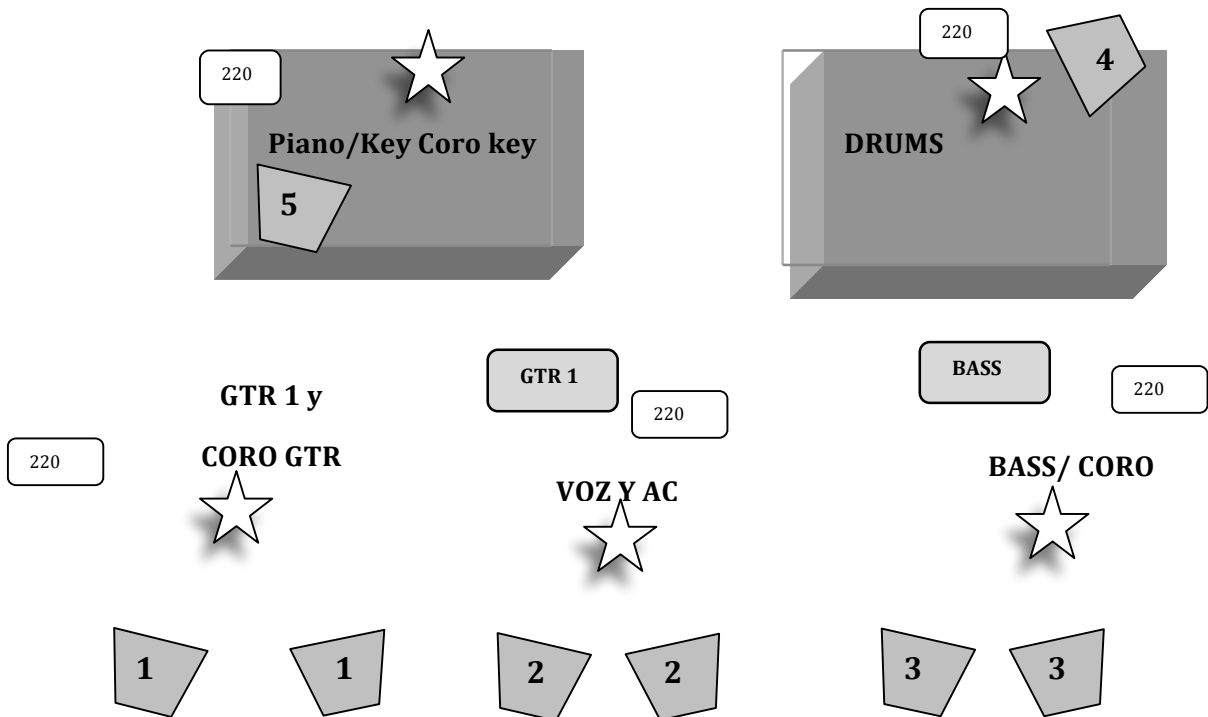 220
220
4
Piano/Key Coro key
DRUMS
5
GTR 1
BASS
GTR 1 y
220
220
220
CORO GTR
BASS/ CORO
VOZ Y AC
1
1
2
2
3
3